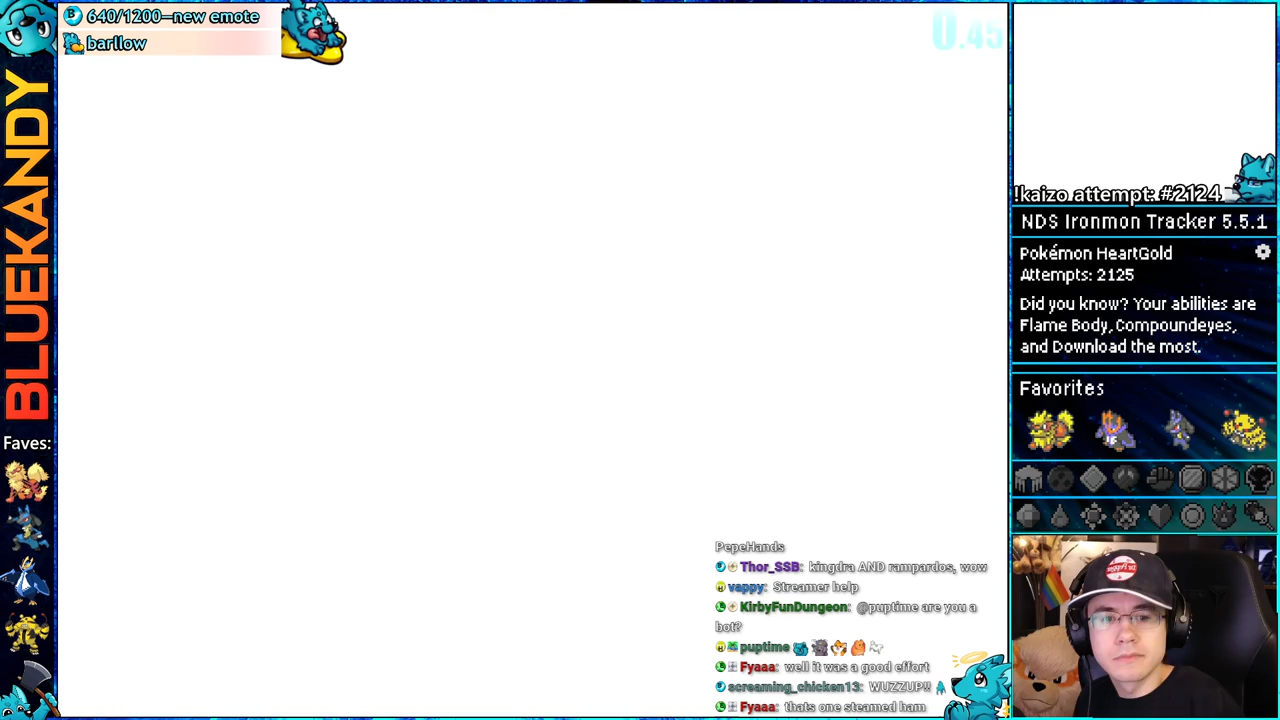 640/1200—new emote
barllow
0.45
BLUEKANDY
Faves:
!kaizo attempt: #2124
NDS Ironmon Tracker 5.5.1
Pokémon HeartGold
Attempts: 2125
Did you know? Your abilities are
Flame Body, Compoundeyes,
and Download the most.
Favorites
PepeHands
Thor_SSB: kingdra AND rampardos, wow
vappy: Streamer help
KirbyFunDungeon: @puptime are you a
bot?
puptime
Fyaaa: well it was a good effort
screaming_chicken13: WUZZUP!!
Fyaaa: thats one steamed ham